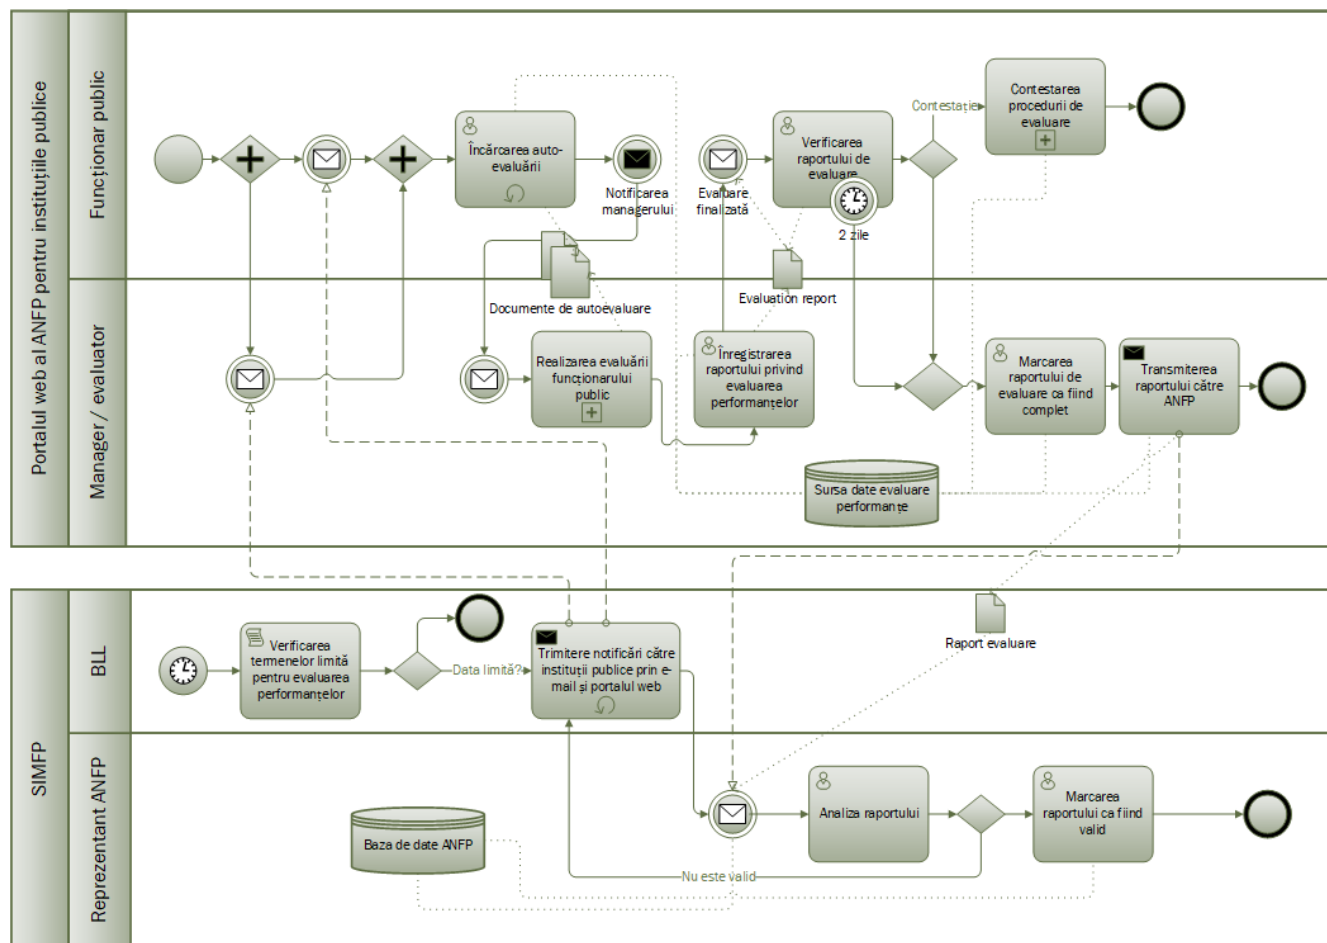 Portalul web al ANFP pentru instituțiile publice
Funcționar public
Încărcarea auto-
evaluării
Notificarea
managerului
Evaluare
finalizată
Verificarea
raportului de
evaluare
2 zile
Contestație
Contestarea
procedurii de
evaluare
Documente de autoevaluare
Evaluation report
Manager / evaluator
Realizarea evaluării
funcționarului
public
Înregistrarea
raportului privind
evaluarea
performanțelor
Marcarea
raportului de
evaluare ca fiind
complet
Transmiterea
raportului către
ANFP
Sursa date evaluare
performanțe
SIMFP
BLL
Verificarea
termenelor limită
pentru evaluarea
performanțelor
Data limită?
Trimitere notificări către
instituții publice prin e-
mail și portalul web
Raport evaluare
Reprezentant ANFP
Baza de date ANFP
Analiza raportului
Marcarea
raportului ca fiind
valid
Nu este valid